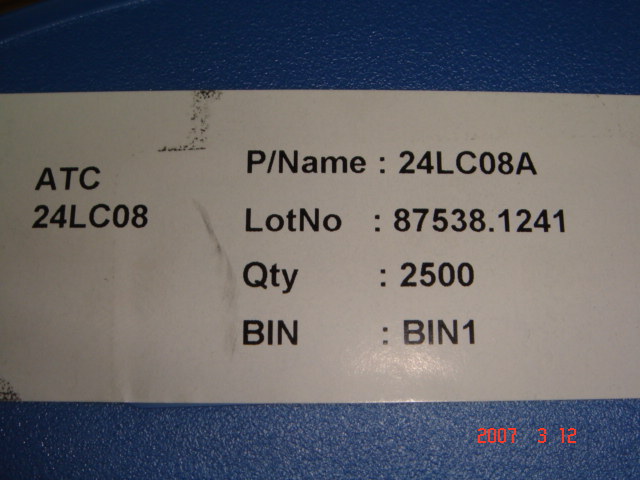 ATC
24LC08
P/Name : 24LC08A
LotNo : 87538.1241
Qty : 2500
BIN : BIN1
2007 3 12